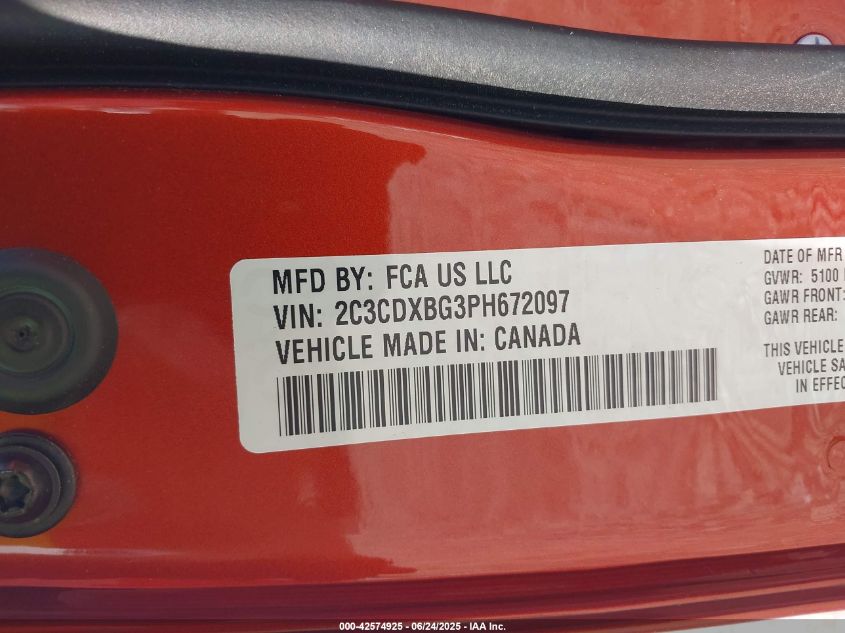 MFD BY: FCA US LLC
VIN: 2C3CDXBG3PH672097
VEHICLE MADE IN: CANADA
DATE OF MFR
GVWR: 5100
GAWR FRONT:
GAWR REAR:
THIS VEHICLE
VEHICLE SA
IN EFFEC
000-42574925 - 06/24/2025 - IAA Inc.